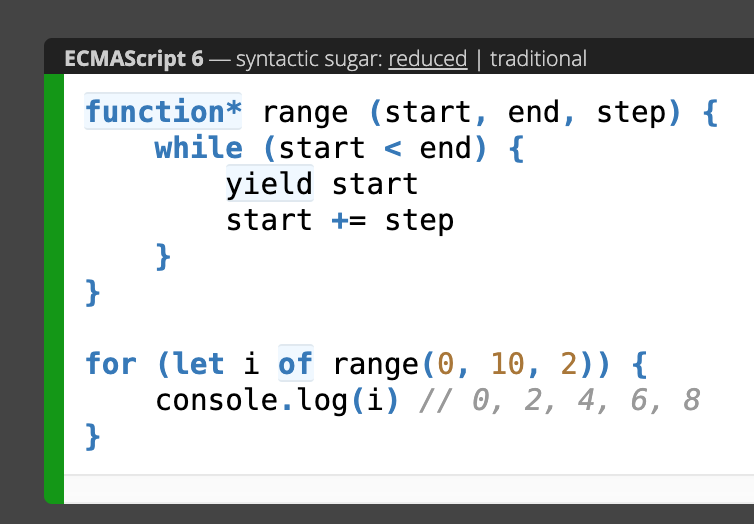 ECMAScript 6 — syntactic sugar: reduced | traditional
function* range (start, end, step) {
    while (start < end) {
        yield start
        start += step
    }
}

for (let i of range(0, 10, 2)) {
    console.log(i) // 0, 2, 4, 6, 8
}